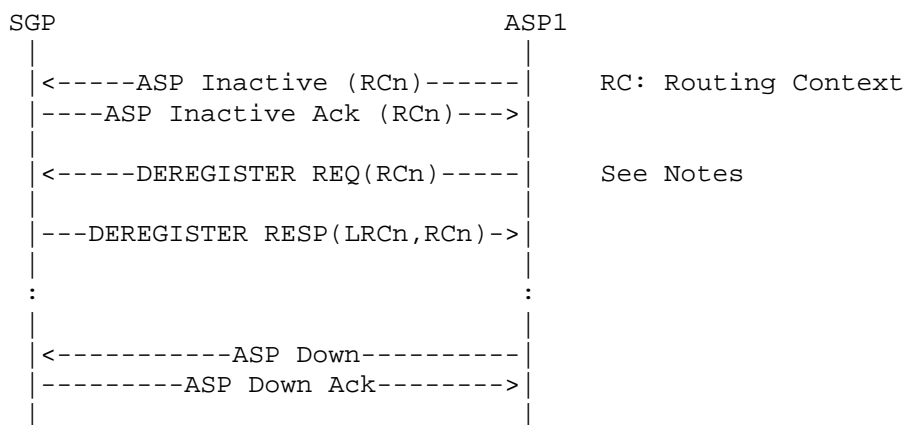 SGP                             ASP1
 |                               |
 |<-----ASP Inactive (RCn)------|    RC: Routing Context
 |----ASP Inactive Ack (RCn)--->|
 |                               |
 |<-----DEREGISTER REQ(RCn)-----|    See Notes
 |                               |
 |---DEREGISTER RESP(LRCn,RCn)->|
 |                               |
 :                               :
 |                               |
 |<-----------ASP Down----------|
 |---------ASP Down Ack-------->|
 |                               |